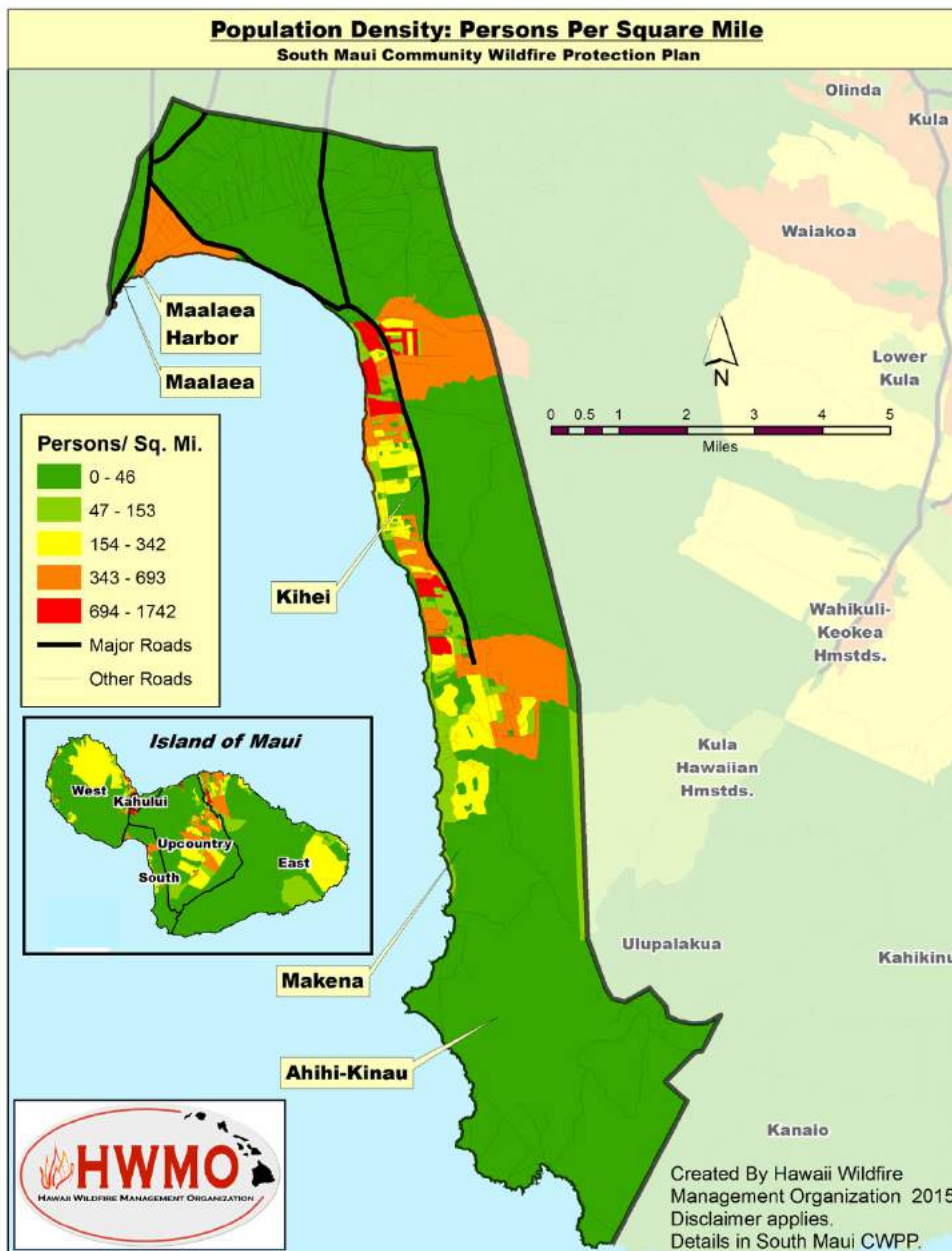 Population Density: Persons Per Square Mile
South Maui Community Wildfire Protection Plan
Olinda
Kula
Waiakoa
Maalaea
Harbor
Maalaea
N
Lower
Kula
0 0.5 1 2 3 4 5
Miles
Persons/ Sq. Mi.
0 - 46
47 - 153
154 - 342
343 - 693
694 - 1742
Major Roads
Other Roads
Kihei
Wahikuli-
Keokea
Hmstds.
Kula
Hawaiian
Hmstds.
Island of Maui
West
Kahului
Upcountry
East
South
Ulupalakua
Kahikinu
Makena
Ahihi-Kinau
Kanaio
HWMO
HAWAII WILDFIRE MANAGEMENT ORGANIZATION
Created By Hawaii Wildfire
Management Organization 2015
Disclaimer applies.
Details in South Maui CWPP.